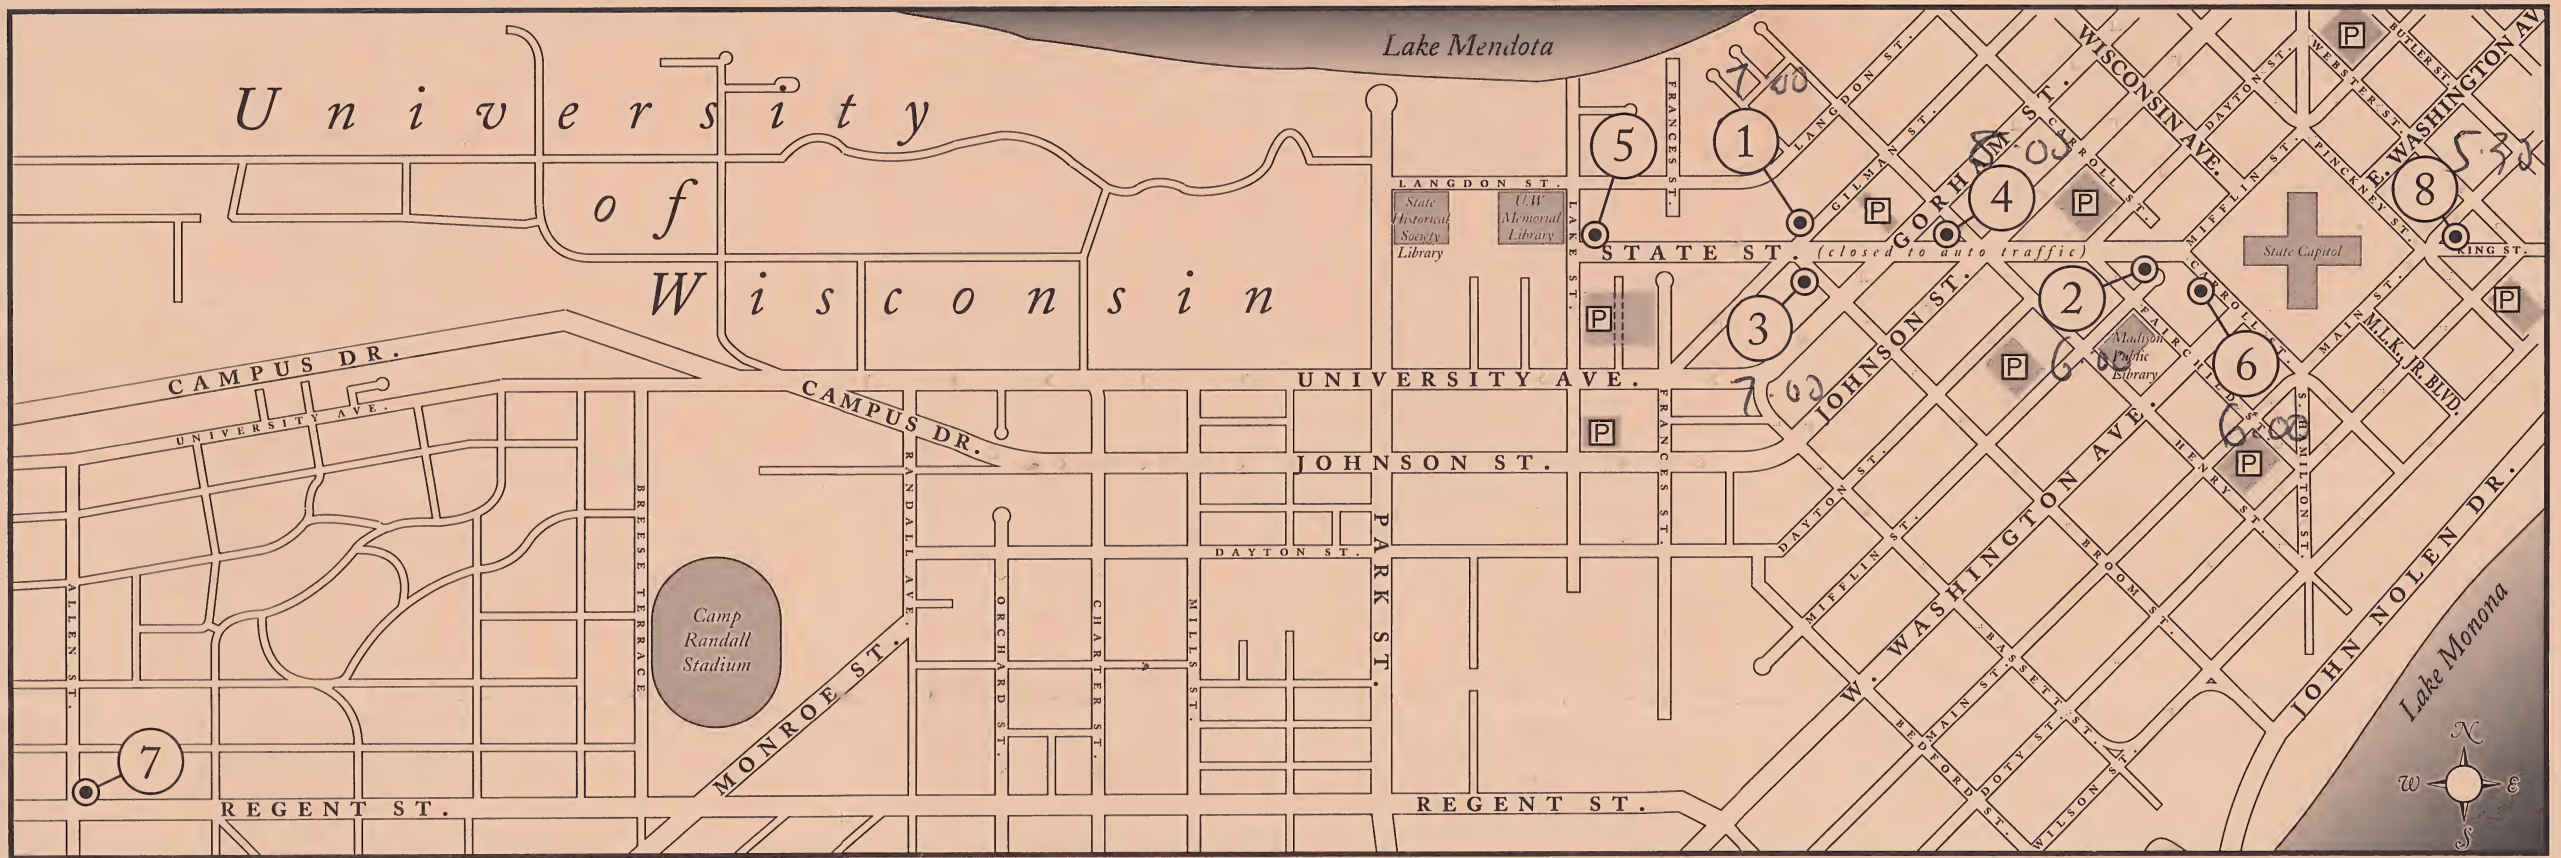 Lake Mendota
University
of
Wisconsin
WISCONSIN AVE.
DAYTON ST.
WEBSTER ST.
BUTLER ST.
E. WASHINGTON AV
P
7 00
FRANCES ST.
LANGDON ST.
GILMAN ST.
GORHAM ST.
CARROLL ST.
8 00
MIFFLIN ST.
PINCKNEY ST.
5:30
5
1
4
8
LANGDON ST.
State
Historical
Society
Library
U.W
Memorial
Library
LAKE ST.
P
P
STATE ST. (closed to auto traffic)
State Capitol
KING ST.
P
2
3
6
P
P
6 00
Madison
Public
Library
FAIRCHILD ST.
CARROLL ST.
MAIN ST.
M.L.K. JR. BLVD.
JOHNSON ST.
CAMPUS DR.
UNIVERSITY AVE.
UNIVERSITY AVE.
CAMPUS DR.
7:00
6:00
P
P
FRANCES ST.
S. HAMILTON ST.
HENRY ST.
JOHNSON ST.
RANDALL AVE.
BREESE TERRACE
PARK ST.
DAYTON ST.
DAYTON ST.
MIFFLIN ST.
W. WASHINGTON AVE.
BROOM ST.
BASSETT ST.
JOHN NOLEN DR.
Lake Monona
ALLEN ST.
Camp
Randall
Stadium
ORCHARD ST.
CHARTER ST.
MILLS ST.
MONROE ST.
MAIN ST.
BEDFORD ST.
DOTY ST.
WILSON ST.
7
REGENT ST.
REGENT ST.
N
W
E
S